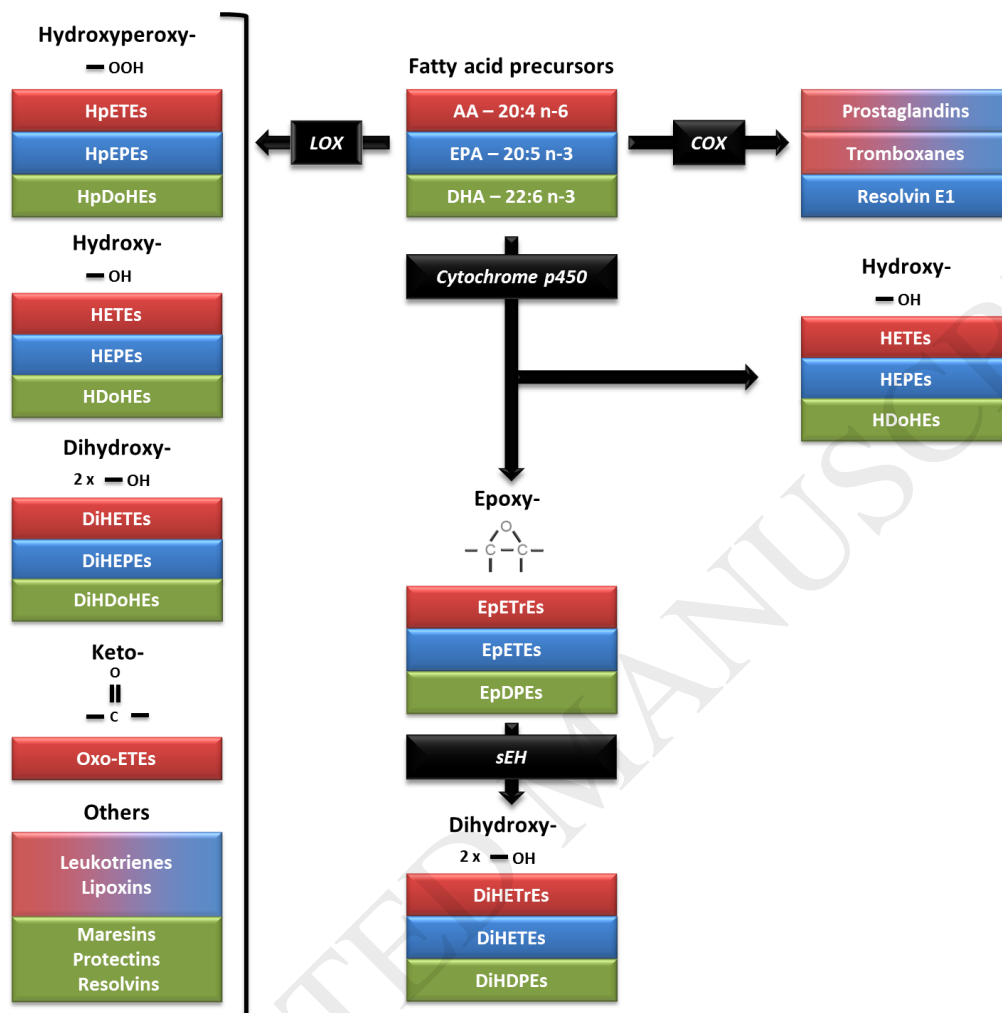 Hydroxyperoxy-
OOH
HpETEs
HpEPEs
HpDoHEs
Hydroxy-
OH
HETEs
HEPEs
HDoHEs
Dihydroxy-
2 x OH
DiHETEs
DiHEPEs
DiHDoHEs
Keto-
O
C
Oxo-ETEs
Others
Leukotrienes
Lipoxins
Maresins
Protectins
Resolvins
LOX
Fatty acid precursors
AA – 20:4 n-6
EPA – 20:5 n-3
DHA – 22:6 n-3
COX
Prostaglandins
Tromboxanes
Resolvin E1
Cytochrome p450
Hydroxy-
OH
HETEs
HEPEs
HDoHEs
Epoxy-
O
C C
EpETrEs
EpETEs
EpDPEs
sEH
Dihydroxy-
2 x OH
DiHETrEs
DiHETEs
DiHDPEs
TED MANUSCR